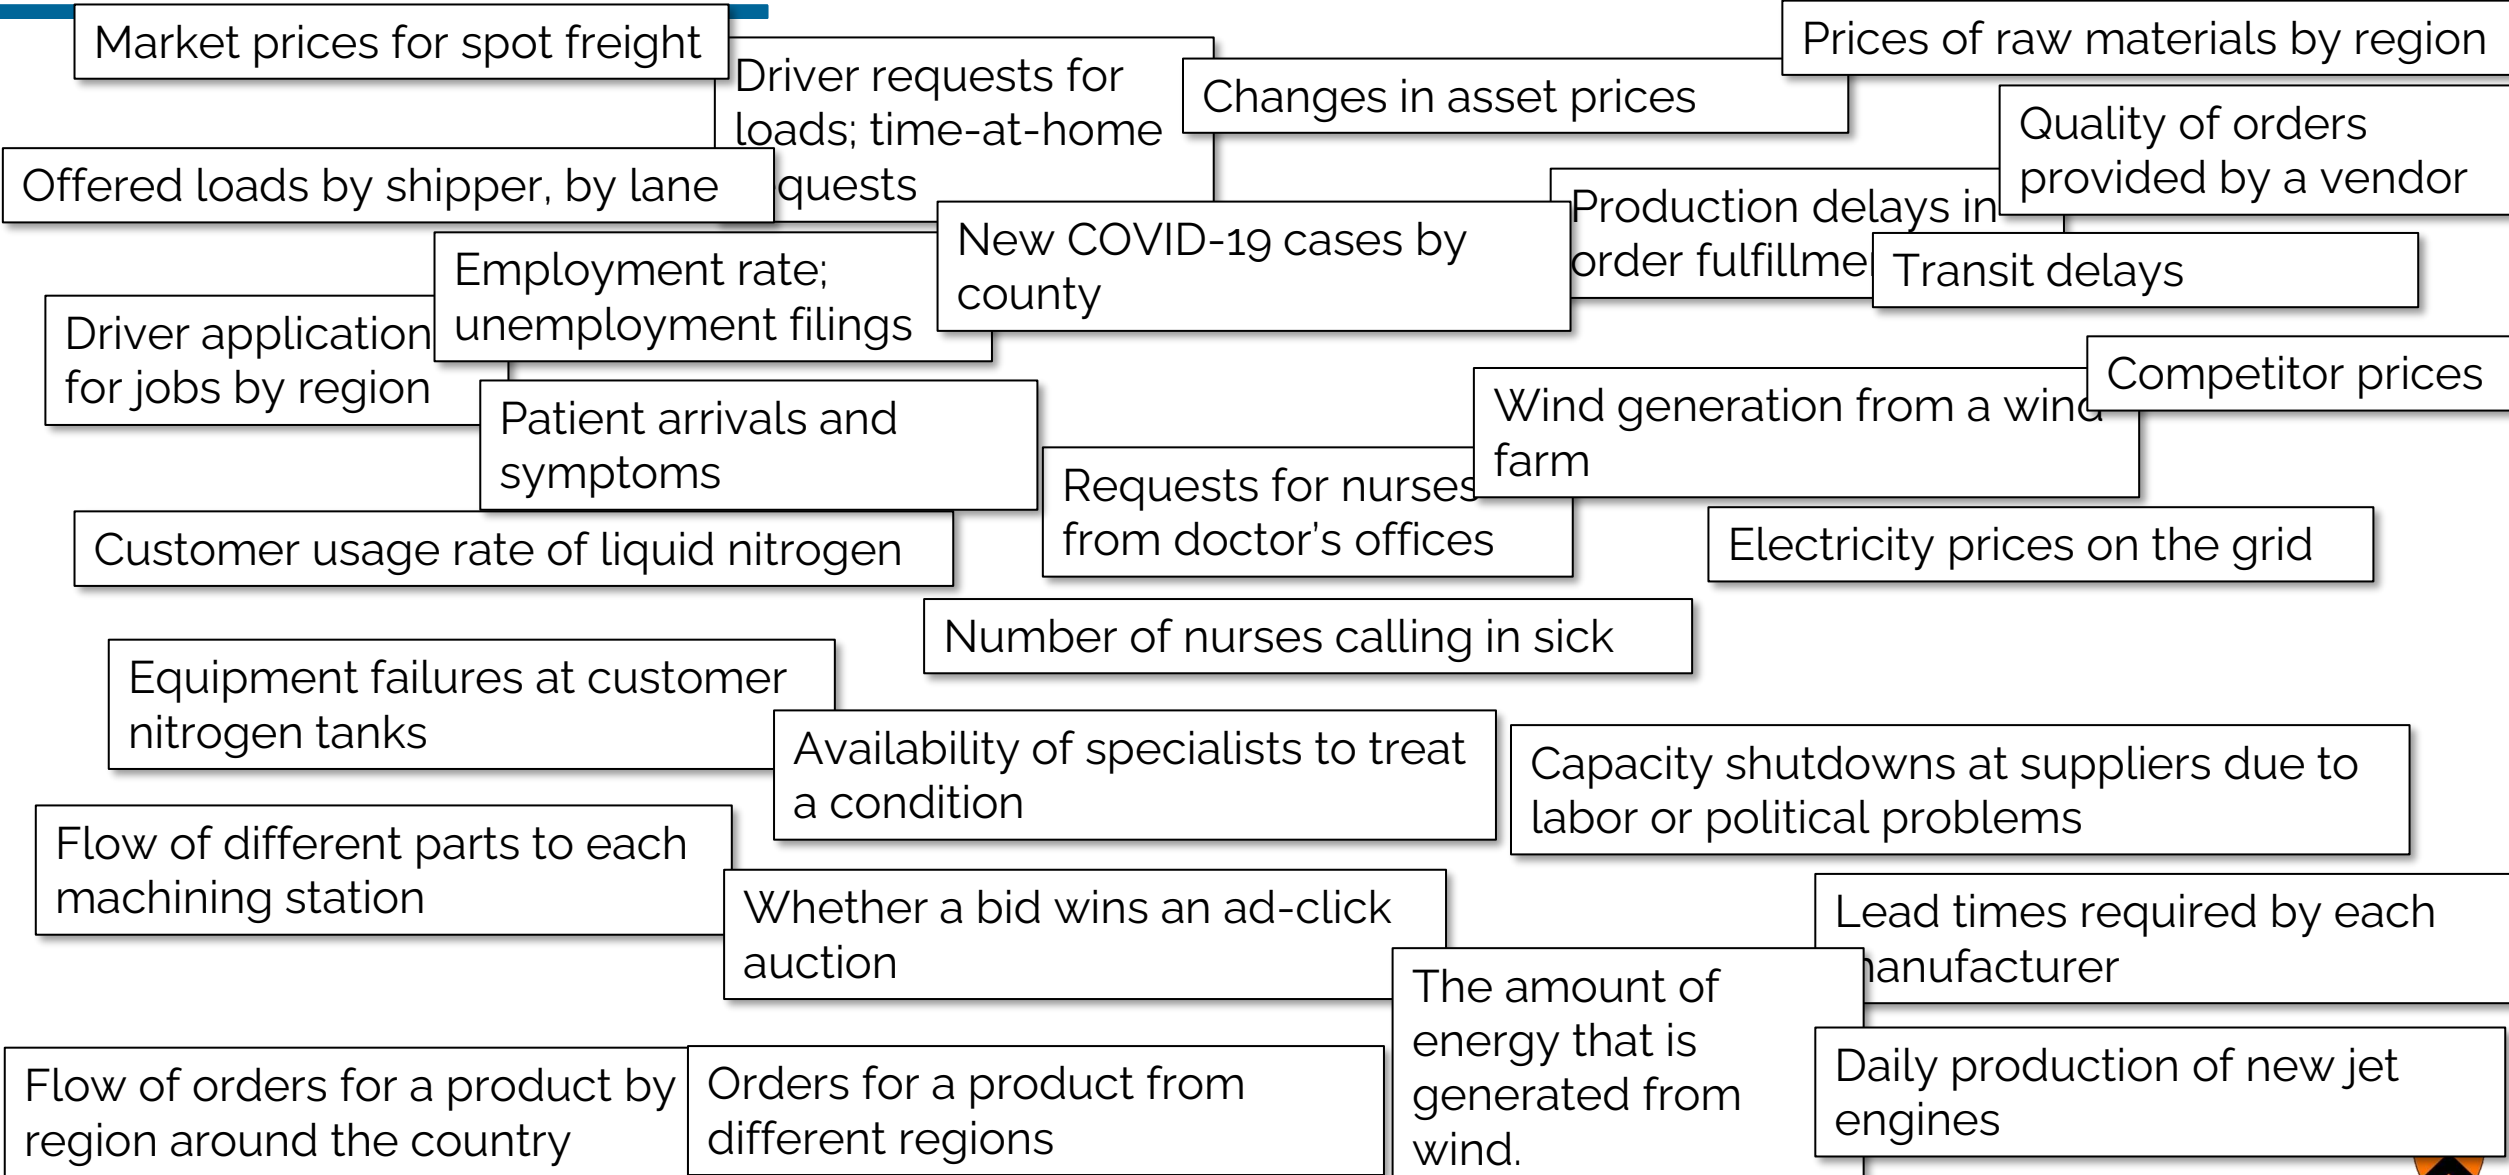 Market prices for spot freight
Driver requests for
loads; time-at-home
quests
Changes in asset prices
Prices of raw materials by region
Quality of orders
provided by a vendor
Offered loads by shipper, by lane
Production delays in
order fulfillme
Transit delays
New COVID-19 cases by
county
Employment rate;
unemployment filings
Driver application
for jobs by region
Competitor prices
Wind generation from a wind
farm
Patient arrivals and
symptoms
Requests for nurses
from doctor's offices
Customer usage rate of liquid nitrogen
Electricity prices on the grid
Number of nurses calling in sick
Equipment failures at customer
nitrogen tanks
Availability of specialists to treat
a condition
Capacity shutdowns at suppliers due to
labor or political problems
Flow of different parts to each
machining station
Whether a bid wins an ad-click
auction
Lead times required by each
anufacturer
The amount of
energy that is
generated from
wind.
Flow of orders for a product by
region around the country
Orders for a product from
different regions
Daily production of new jet
engines